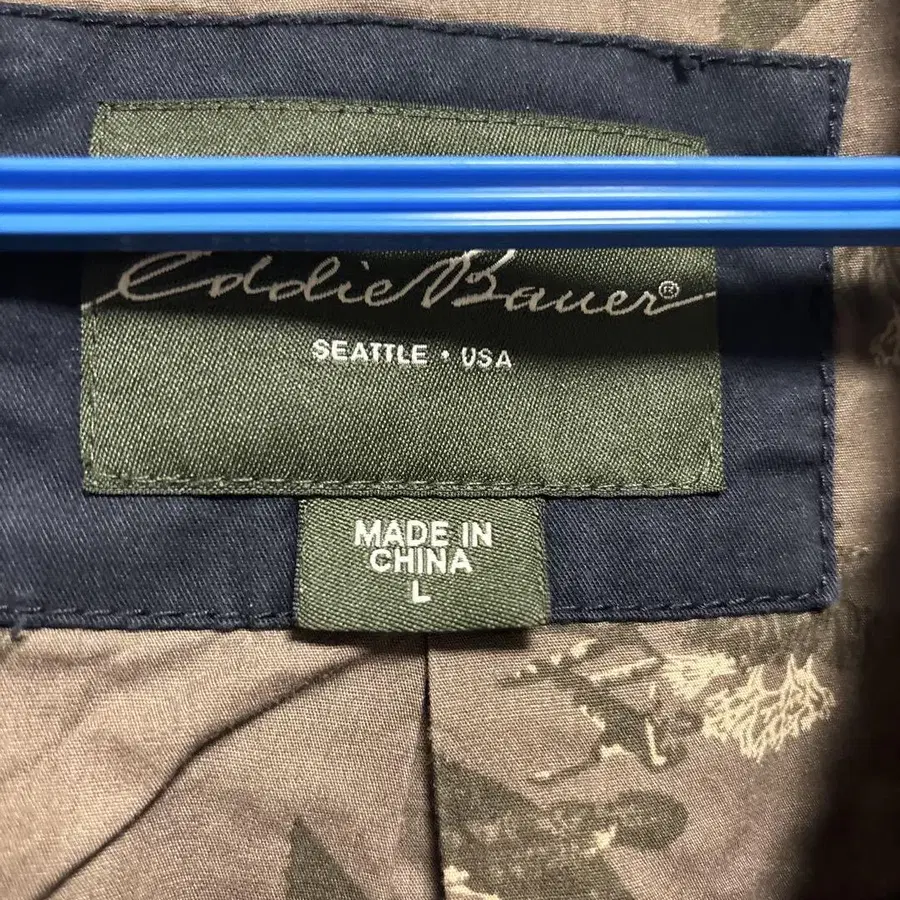 Eddie Bauer®
SEATTLE • USA
MADE IN
CHINA
L